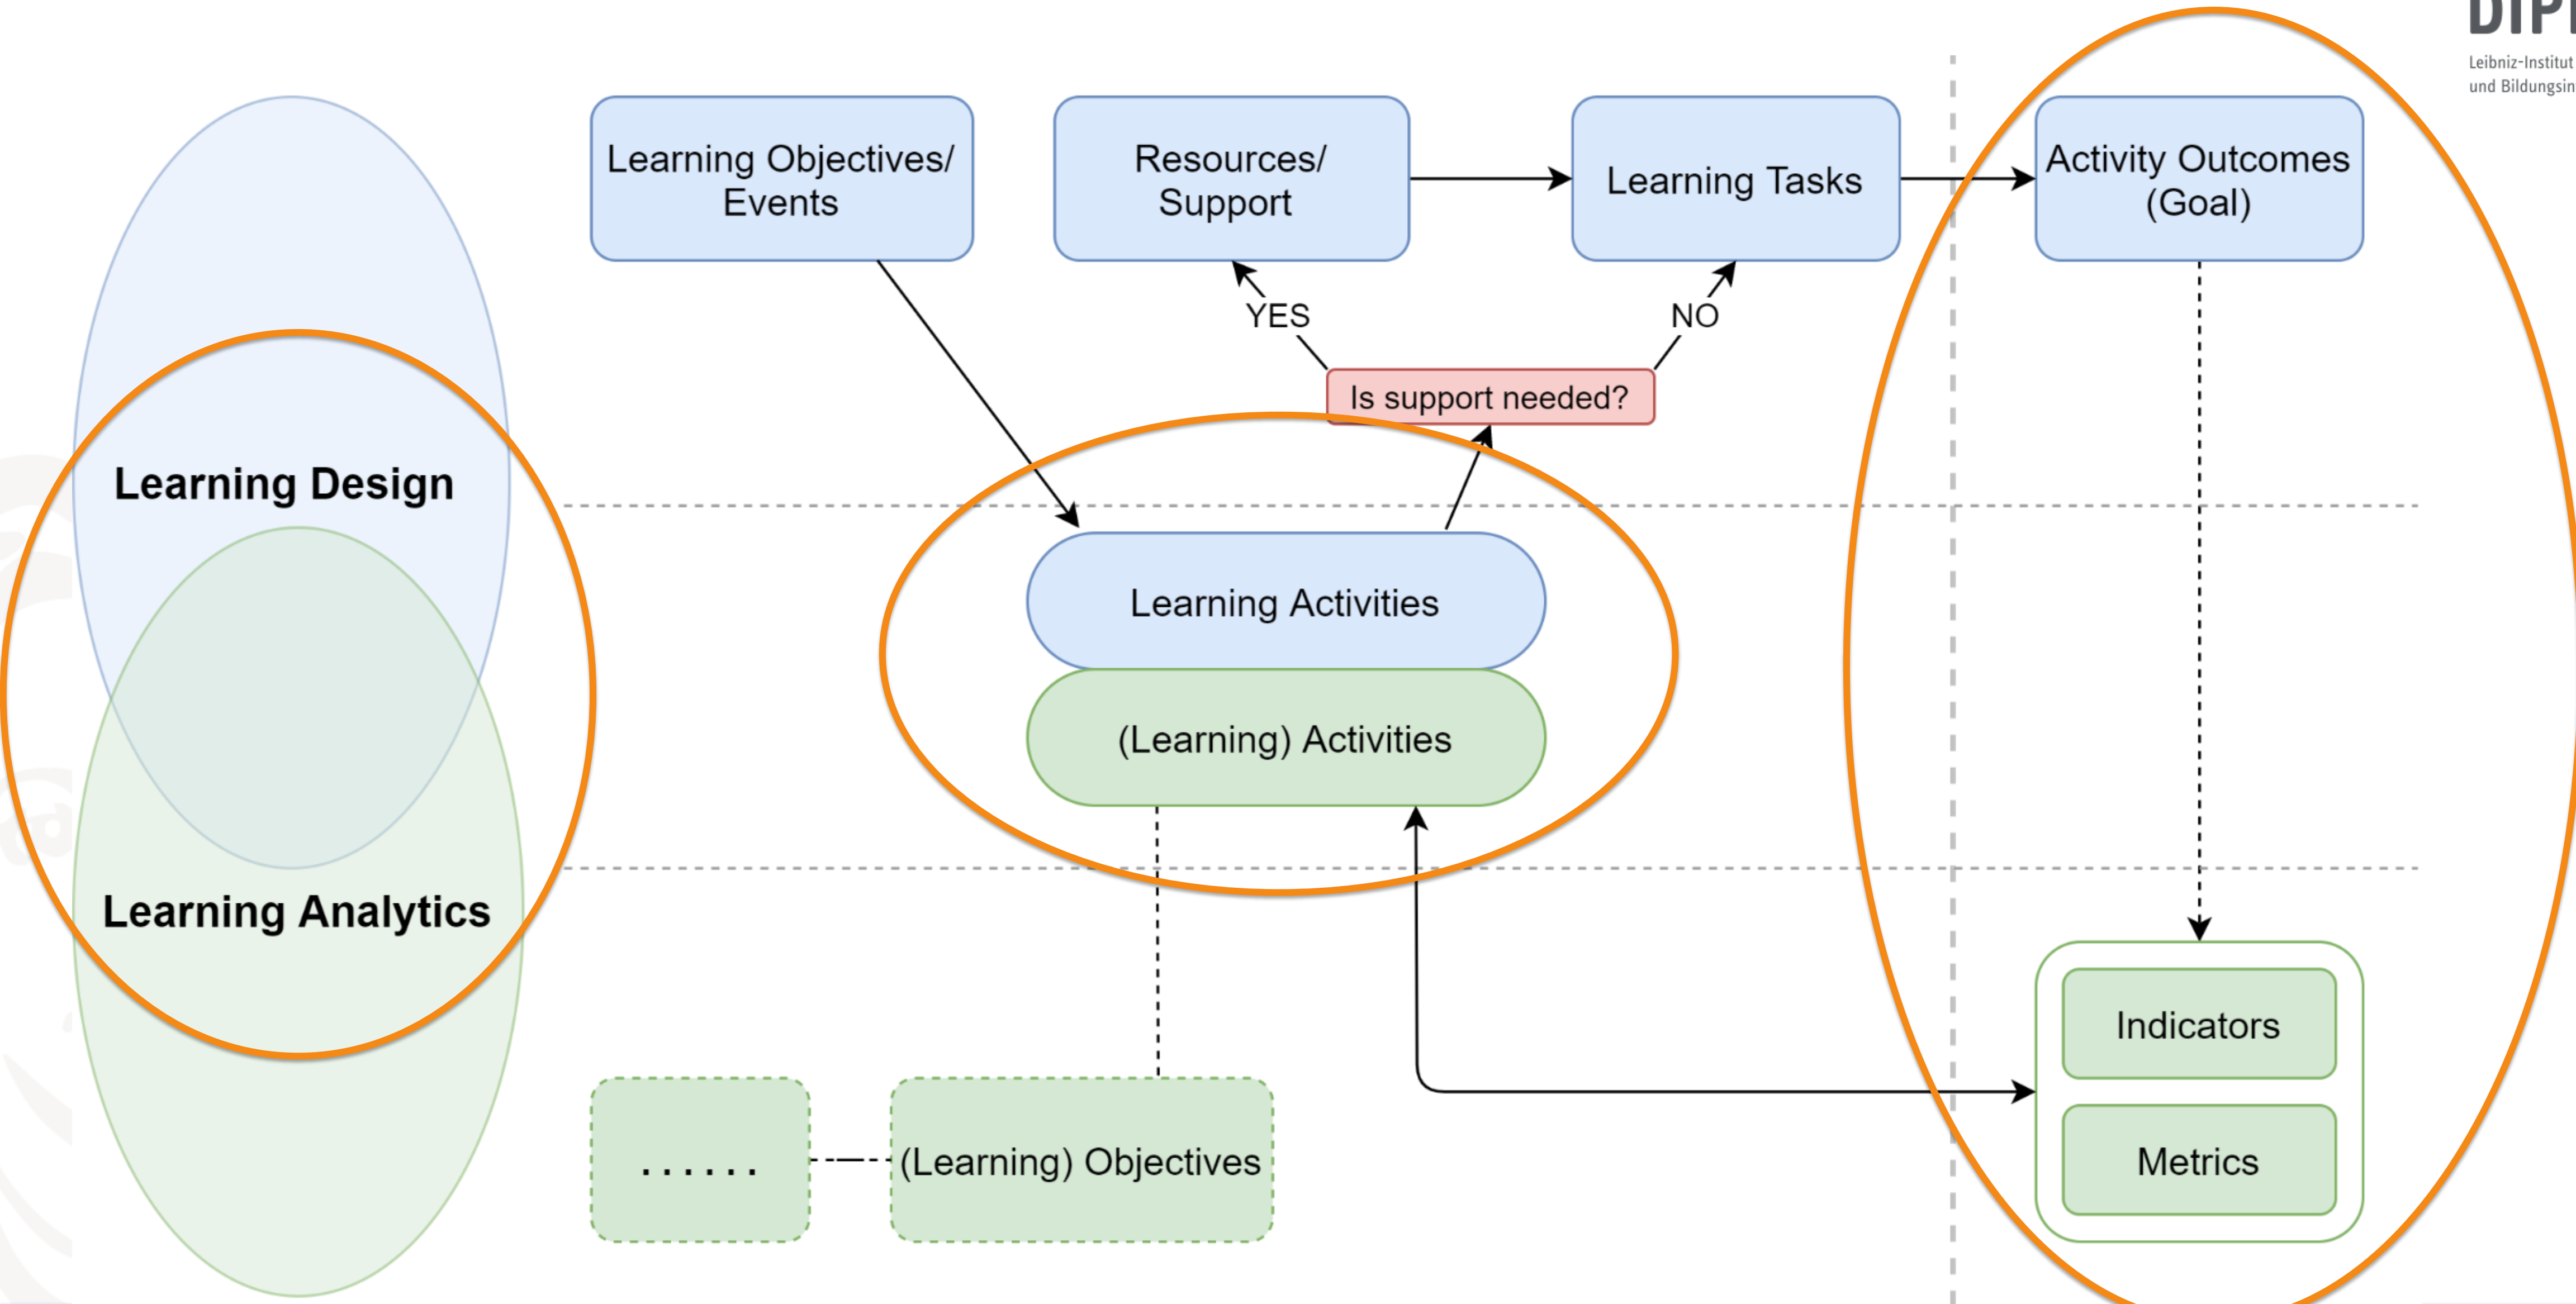 DIPF
Leibniz-Institut
und Bildungsin
Learning Objectives/
Events
Resources/
Support
Learning Tasks
Activity Outcomes
(Goal)
YES
NO
Is support needed?
Learning Design
Learning Activities
(Learning) Activities
Learning Analytics
Indicators
......
(Learning) Objectives
Metrics